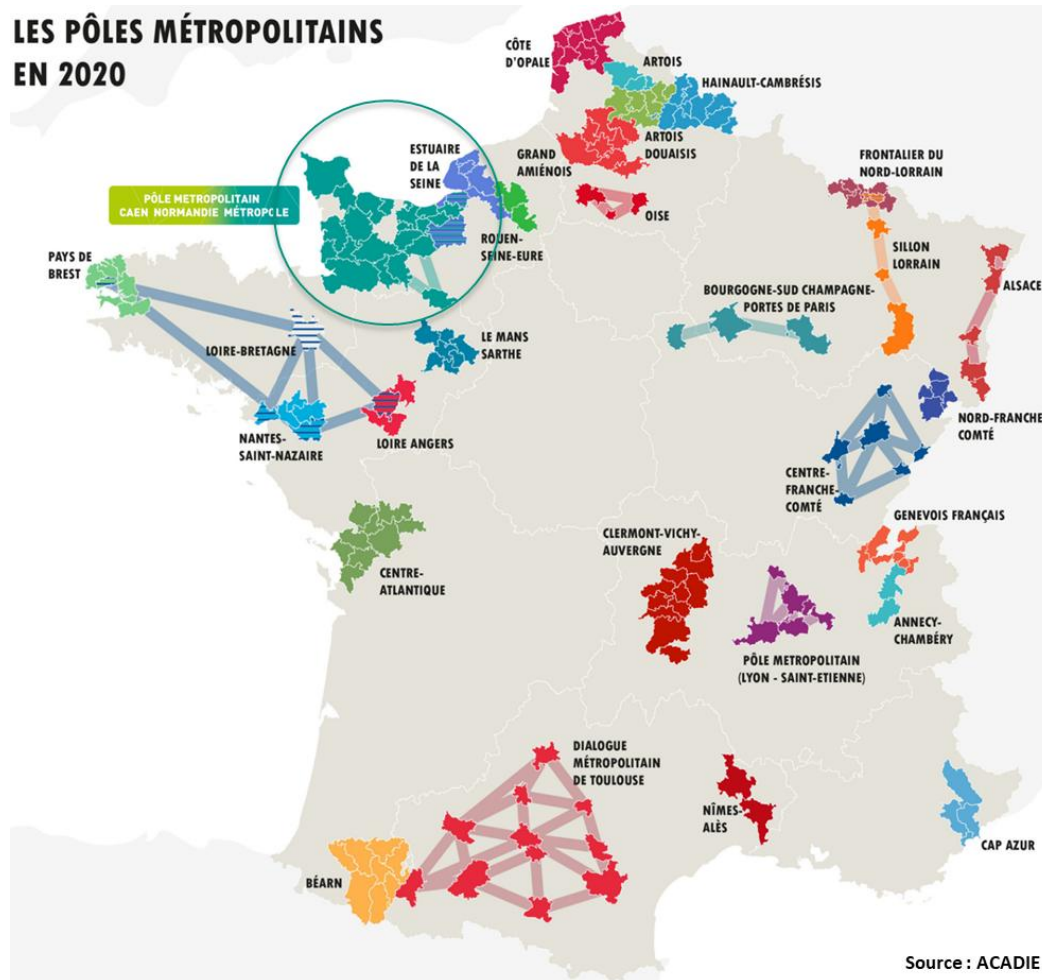 LES PÔLES MÉTROPOLITAINS
EN 2020
CÔTE
D'OPALE
ARTOIS
HAINAULT-CAMBRÉSIS
ARTOIS
DOUAISIS
GRAND
AMIÉNOIS
ESTUAIRE
DE LA
SEINE
PÔLE METROPOLITAIN
CAEN NORMANDIE MÉTROPOLE
OISE
ROUEN-
SEINE-EURE
FRONTALIER DU
NORD-LORRAIN
SILLON
LORRAIN
ALSACE
PAYS DE
BREST
BOURGOGNE-SUD CHAMPAGNE-
PORTES DE PARIS
LOIRE-BRETAGNE
LE MANS
SARTHE
NANTES-
SAINT-NAZAIRE
LOIRE ANGERS
NORD-FRANCHE
COMTÉ
CENTRE-
FRANCHE-
COMTÉ
GENEVOIS FRANÇAIS
CENTRE-
ATLANTIQUE
CLERMONT-VICHY-
AUVERGNE
ANNECY-
CHAMBÉRY
PÔLE METROPOLITAIN
(LYON - SAINT-ETIENNE)
DIALOGUE
MÉTROPOLITAIN
DE TOULOUSE
NÎMES-
ALÈS
CAP AZUR
BÉARN
Source : ACADIE